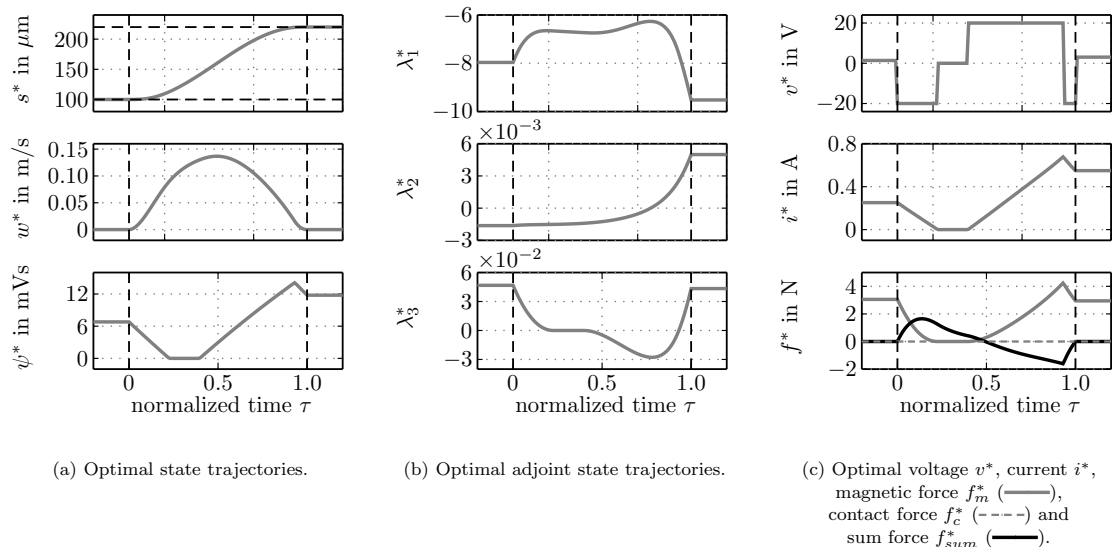 s* in μm
200
150
100
w* in m/s
0.15
0.10
0.05
0
ψ* in mVs
12
6
0
0
0.5
1.0
normalized time τ
(a) Optimal state trajectories.
λ*1
−6
−8
−10
×10−3
λ*2
6
3
0
−3
×10−2
λ*3
6
3
0
−3
0
0.5
1.0
normalized time τ
(b) Optimal adjoint state trajectories.
v* in V
20
0
−20
i* in A
0.8
0.4
0
f* in N
4
2
0
−2
0
0.5
1.0
normalized time τ
(c) Optimal voltage v*, current i*,
magnetic force f*m (),
contact force f*c () and
sum force f*sum ().